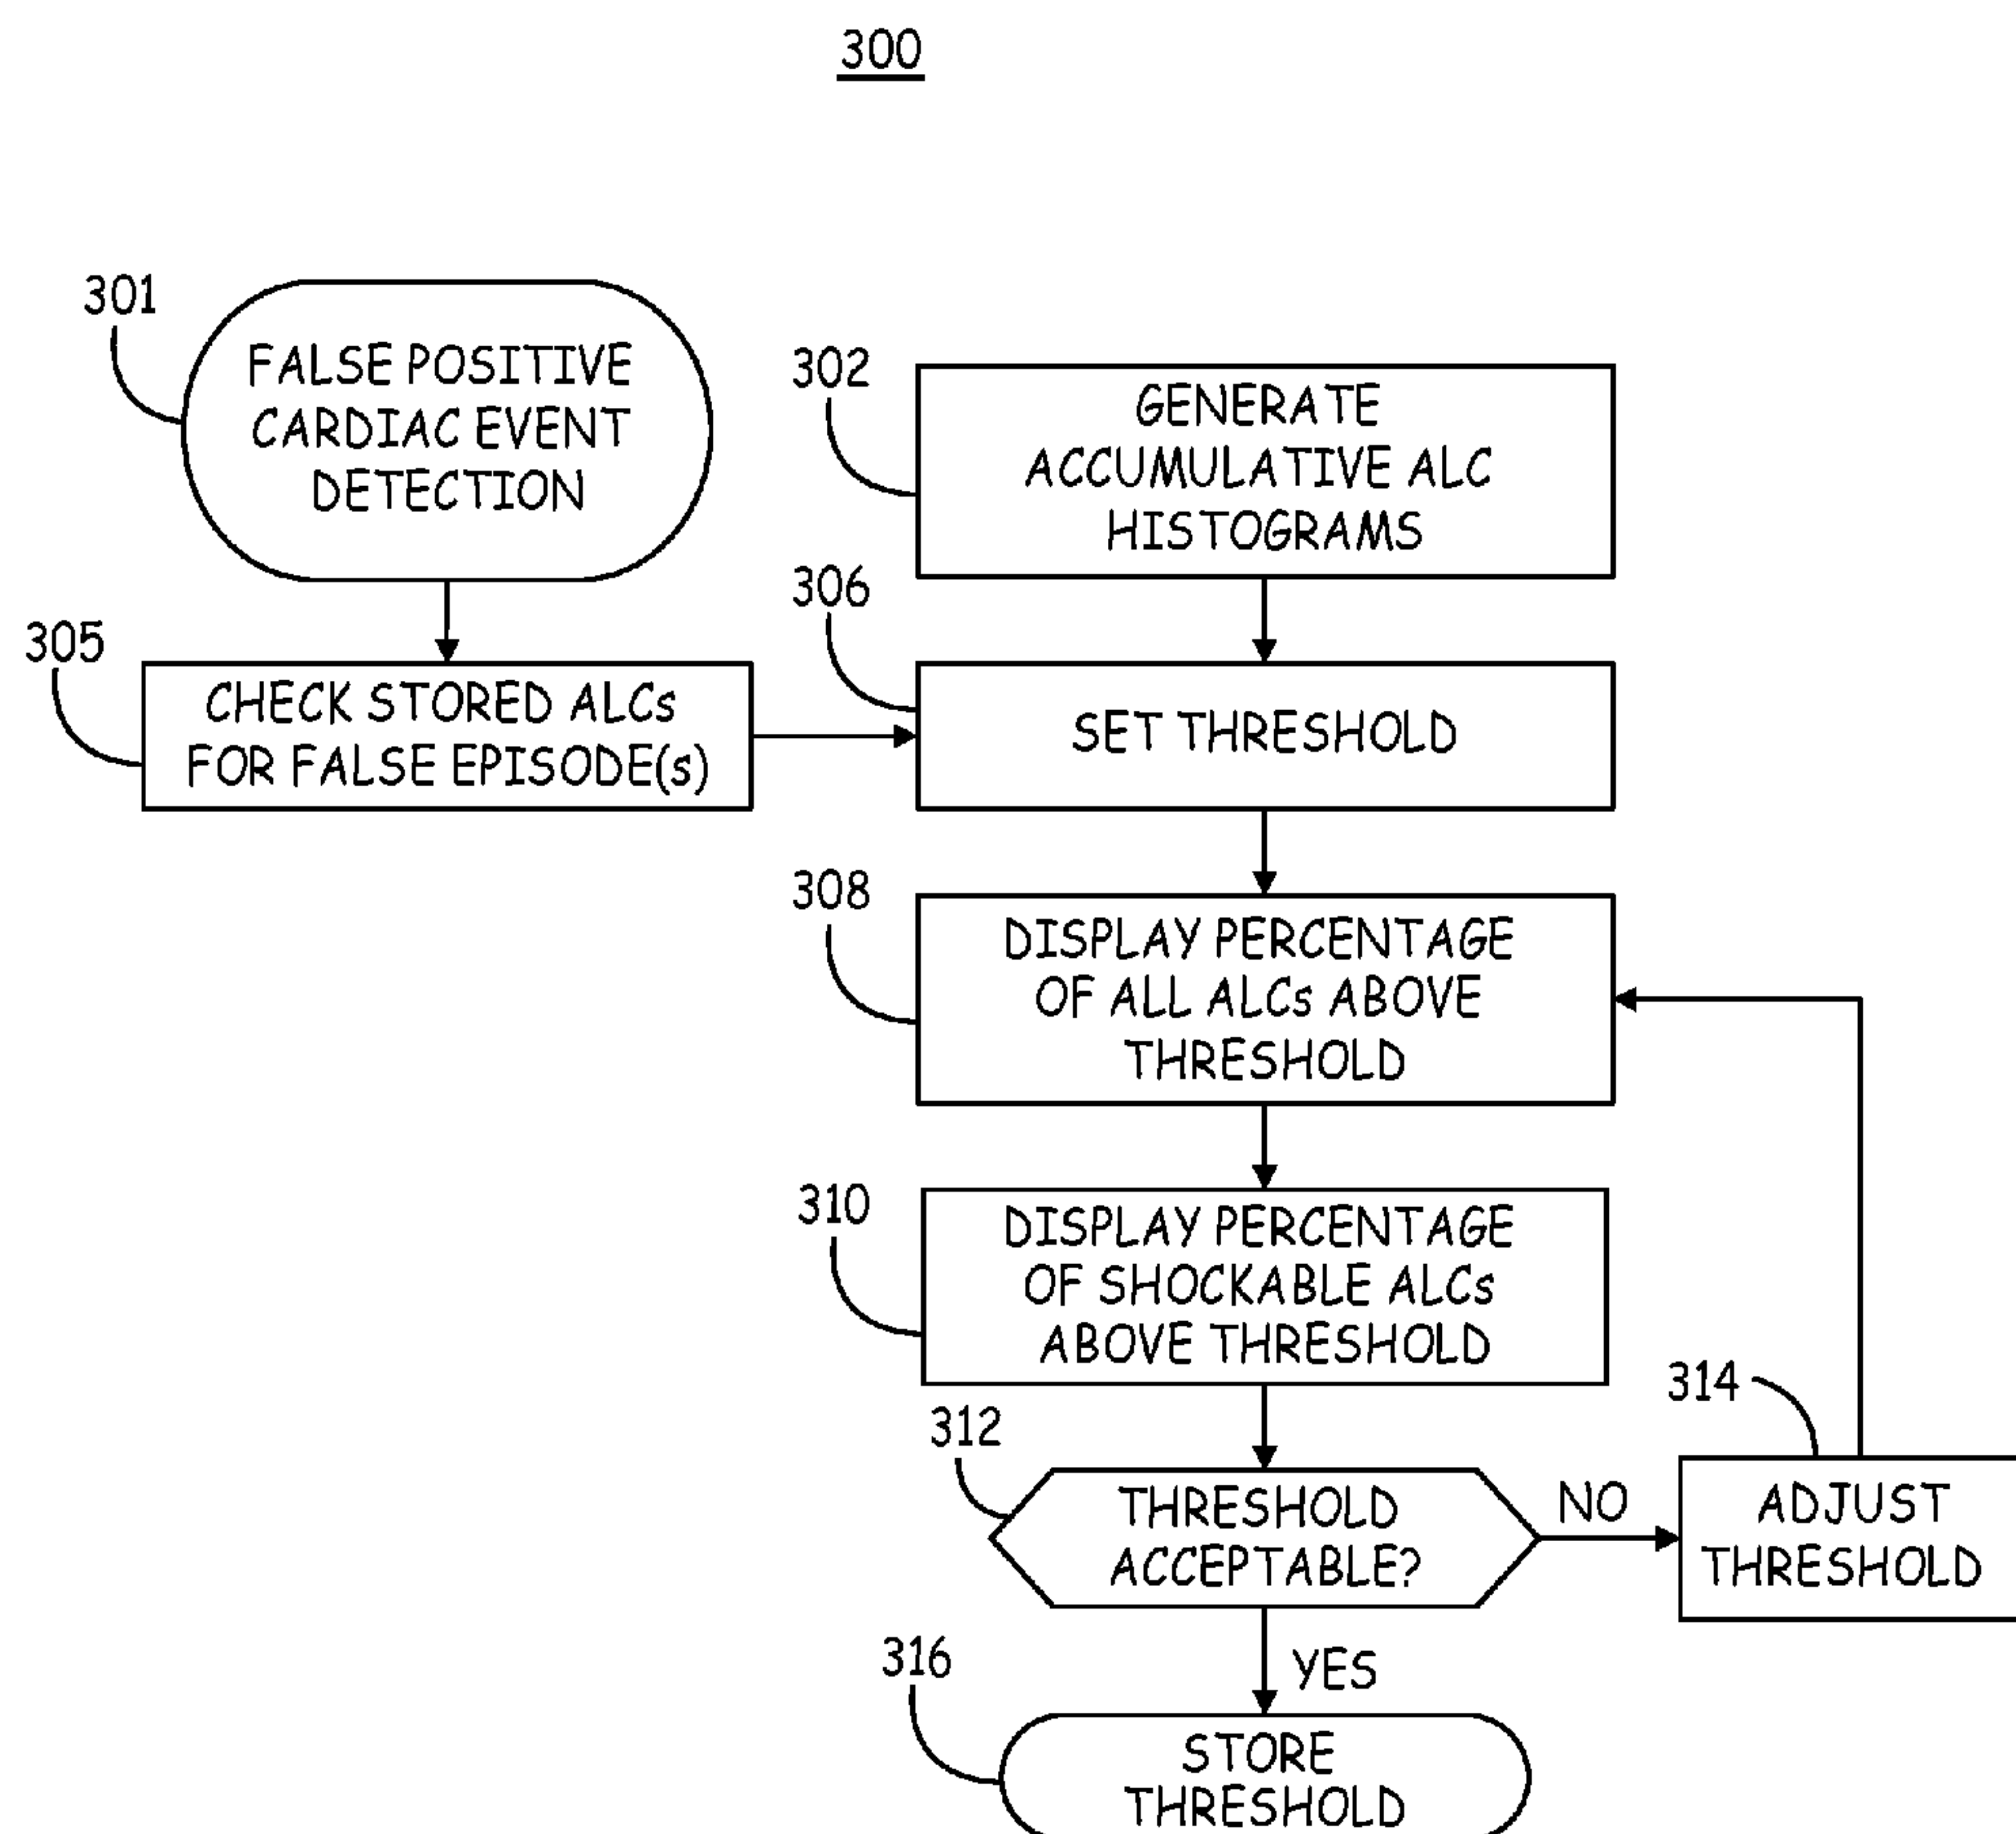 300
301
FALSE POSITIVE
CARDIAC EVENT
DETECTION
302
GENERATE
ACCUMULATIVE ALC
HISTOGRAMS
305
CHECK STORED ALCs
FOR FALSE EPISODE(s)
306
SET THRESHOLD
308
DISPLAY PERCENTAGE
OF ALL ALCs ABOVE
THRESHOLD
310
DISPLAY PERCENTAGE
OF SHOCKABLE ALCs
ABOVE THRESHOLD
312
THRESHOLD
ACCEPTABLE?
NO
314
ADJUST
THRESHOLD
YES
316
STORE
THRESHOLD